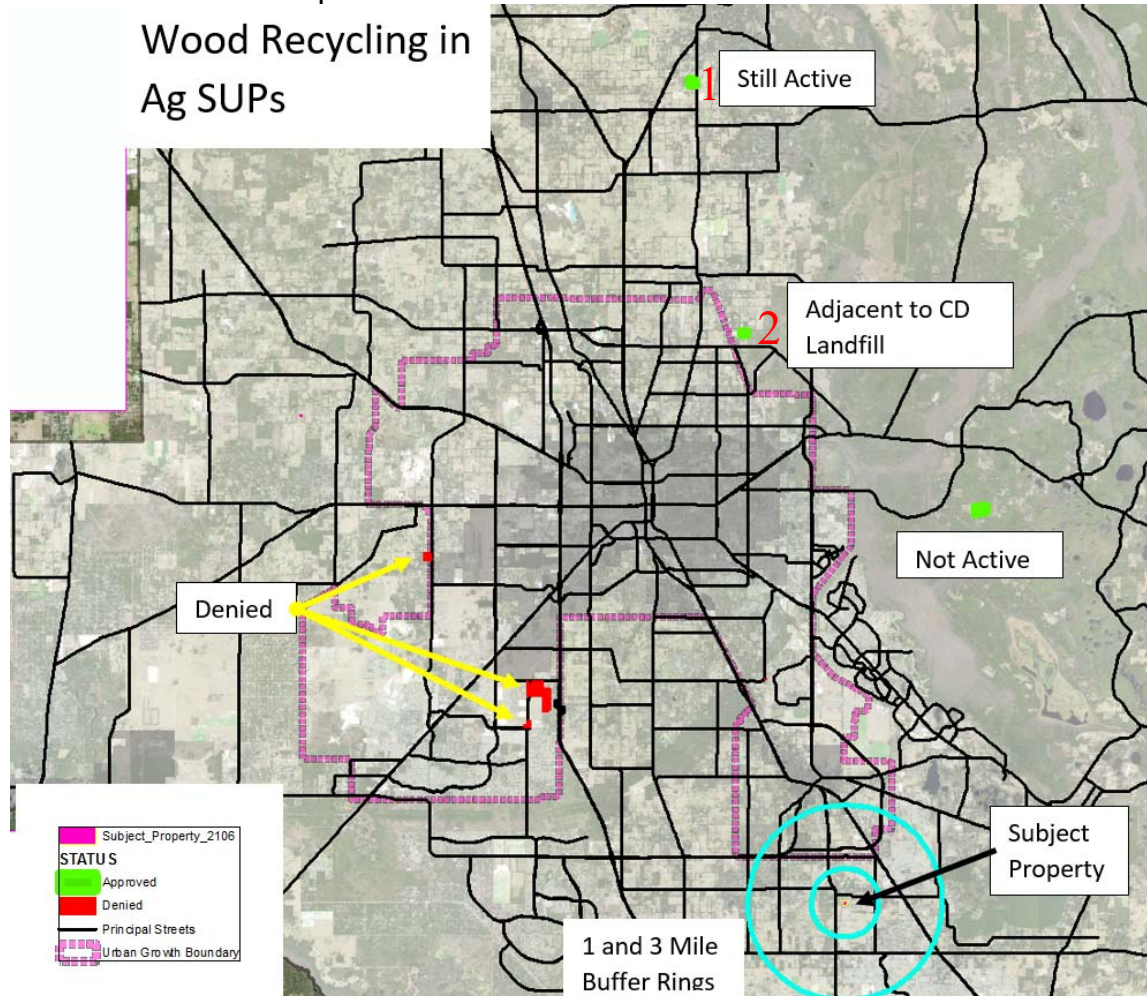 Wood Recycling in
Ag SUPs
1
Still Active
2
Adjacent to CD
Landfill
Not Active
Denied
Subject
Property
1 and 3 Mile
Buffer Rings
Subject_Property_2106
STATUS
Approved
Denied
Principal Streets
Urban Growth Boundary